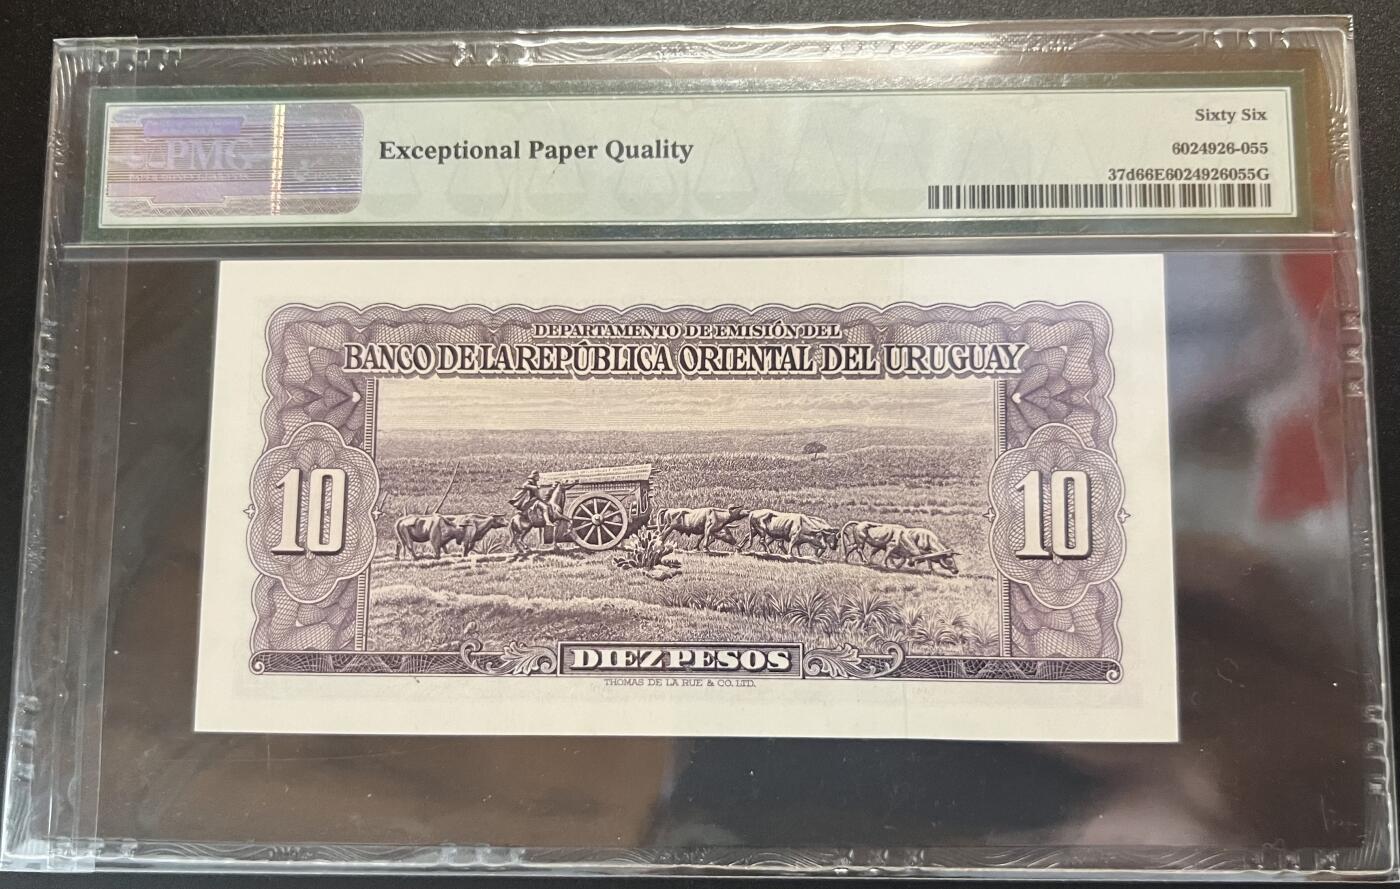 PMG
Exceptional Paper Quality
Sixty Six
6024926-055
37d66E6024926055G
DEPARTAMENTO DE EMISIÓN DEL
BANCO DE LA REPÚBLICA ORIENTAL DEL URUGUAY
10
10
DIEZ PESOS
THOMAS DE LA RUE & CO. LTD.